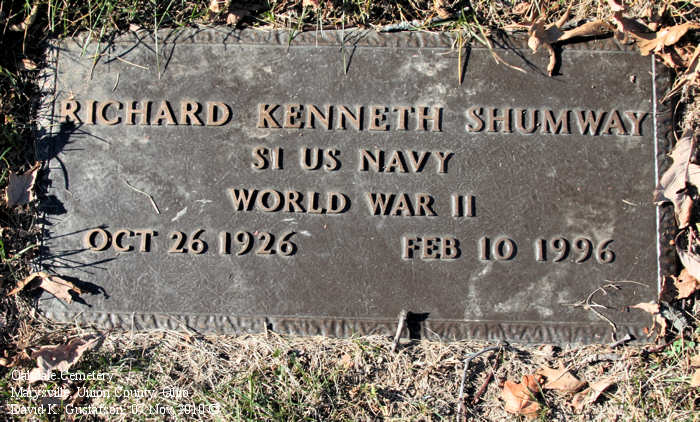 RICHARD KENNETH SHUMWAY
S1 US NAVY
WORLD WAR II
OCT 26 1926 FEB 10 1996
Oakdale Cemetery
Marysville, Union County, Ohio
David K. Gustafson, Nov 2010